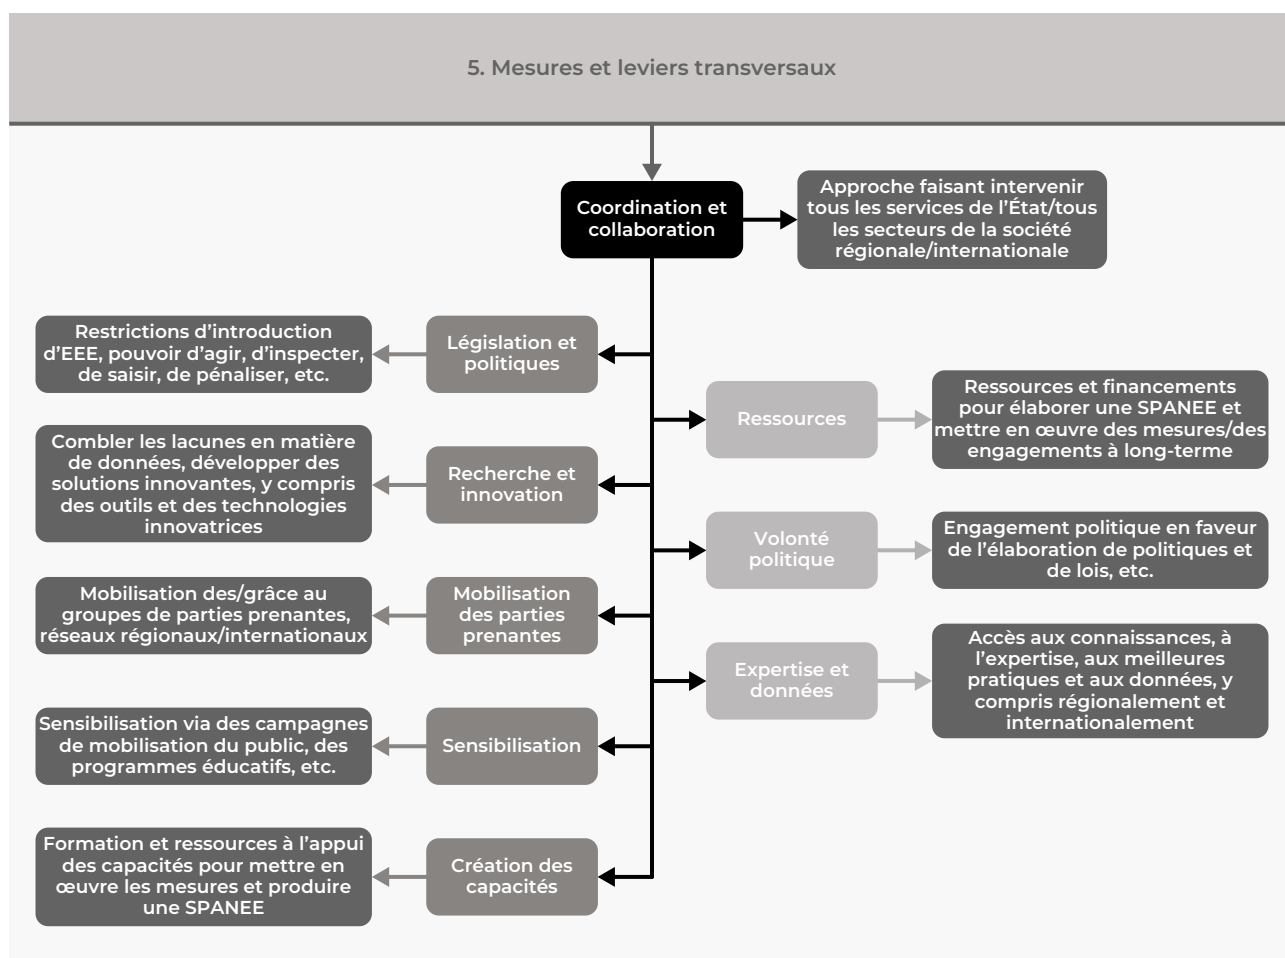 5. Mesures et leviers transversaux
Coordination et
collaboration
Approche faisant intervenir
tous les services de l’État/tous
les secteurs de la société
régionale/internationale
Législation et
politiques
Restrictions d’introduction
d’EEE, pouvoir d’agir, d’inspecter,
de saisir, de pénaliser, etc.
Ressources
Ressources et financements
pour élaborer une SPANEE et
mettre en œuvre des mesures/des
engagements à long-terme
Recherche et
innovation
Combler les lacunes en matière
de données, développer des
solutions innovantes, y compris
des outils et des technologies
innovatrices
Volonté
politique
Engagement politique en faveur
de l’élaboration de politiques et
de lois, etc.
Mobilisation
des parties
prenantes
Mobilisation des/grâce au
groupes de parties prenantes,
réseaux régionaux/internationaux
Expertise et
données
Accès aux connaissances, à
l’expertise, aux meilleures
pratiques et aux données, y
compris régionalement et
internationalement
Sensibilisation
Sensibilisation via des campagnes
de mobilisation du public, des
programmes éducatifs, etc.
Création des
capacités
Formation et ressources à l’appui
des capacités pour mettre en
œuvre les mesures et produire
une SPANEE